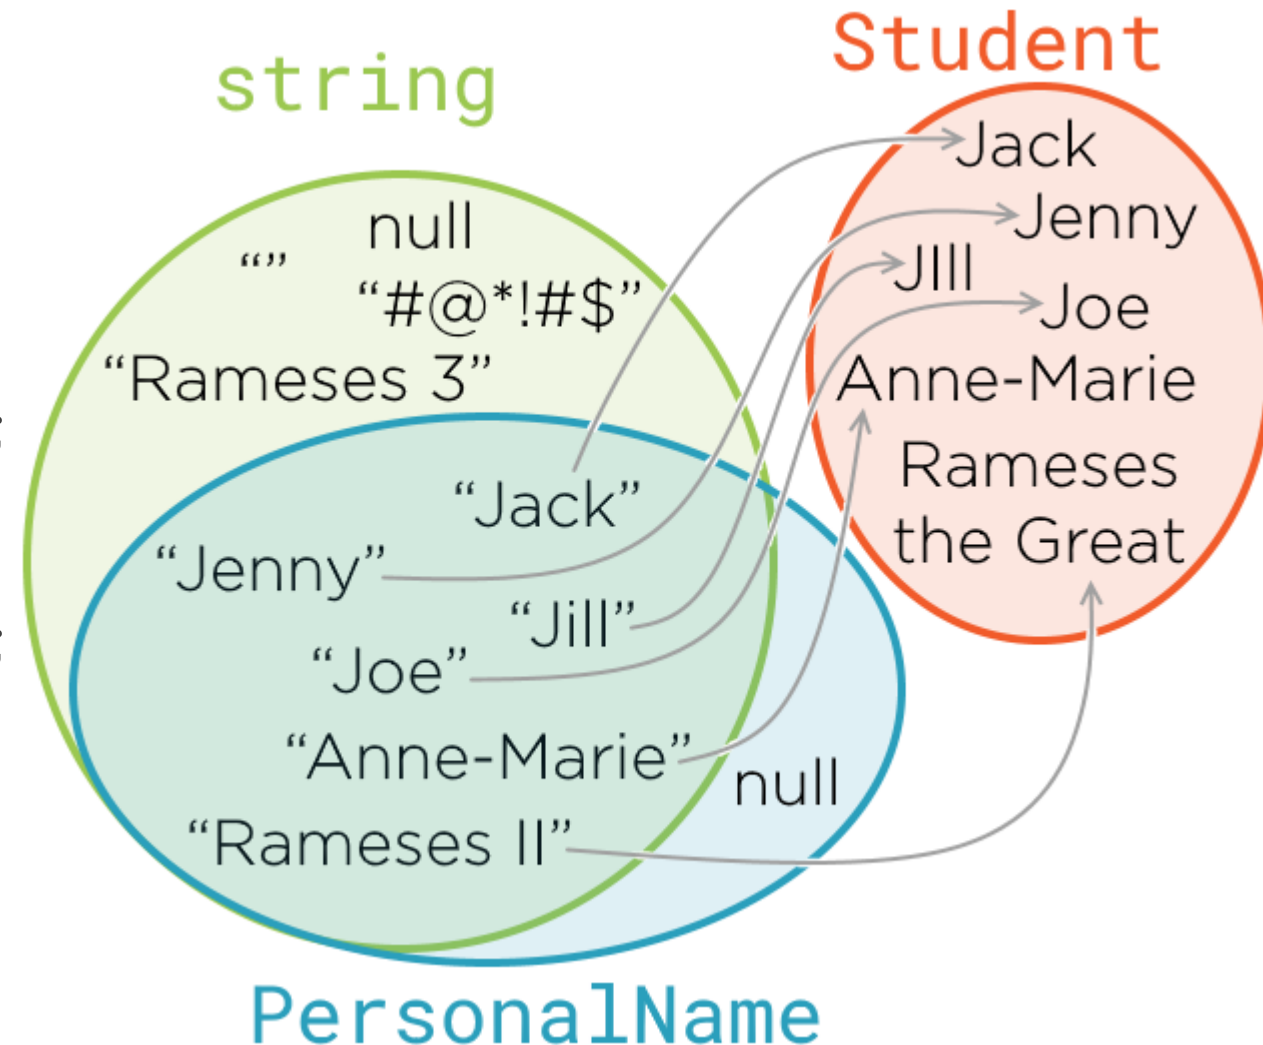 string
Student
null
“”
“#@*!#$”
“Rameses 3”
“Jack”
“Jenny”
“Jill”
“Joe”
“Anne-Marie”
null
“Rameses II”
PersonalName
Jack
Jenny
JIll
Joe
Anne-Marie
Rameses
the Great